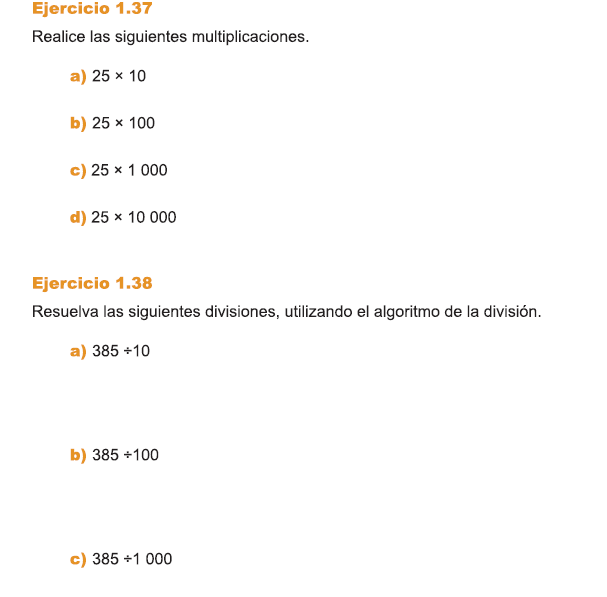 Ejercicio 1.37
Realice las siguientes multiplicaciones.
a) 25 × 10
b) 25 × 100
c) 25 × 1 000
d) 25 × 10 000
Ejercicio 1.38
Resuelva las siguientes divisiones, utilizando el algoritmo de la división.
a) 385 ÷10
b) 385 ÷100
c) 385 ÷1 000